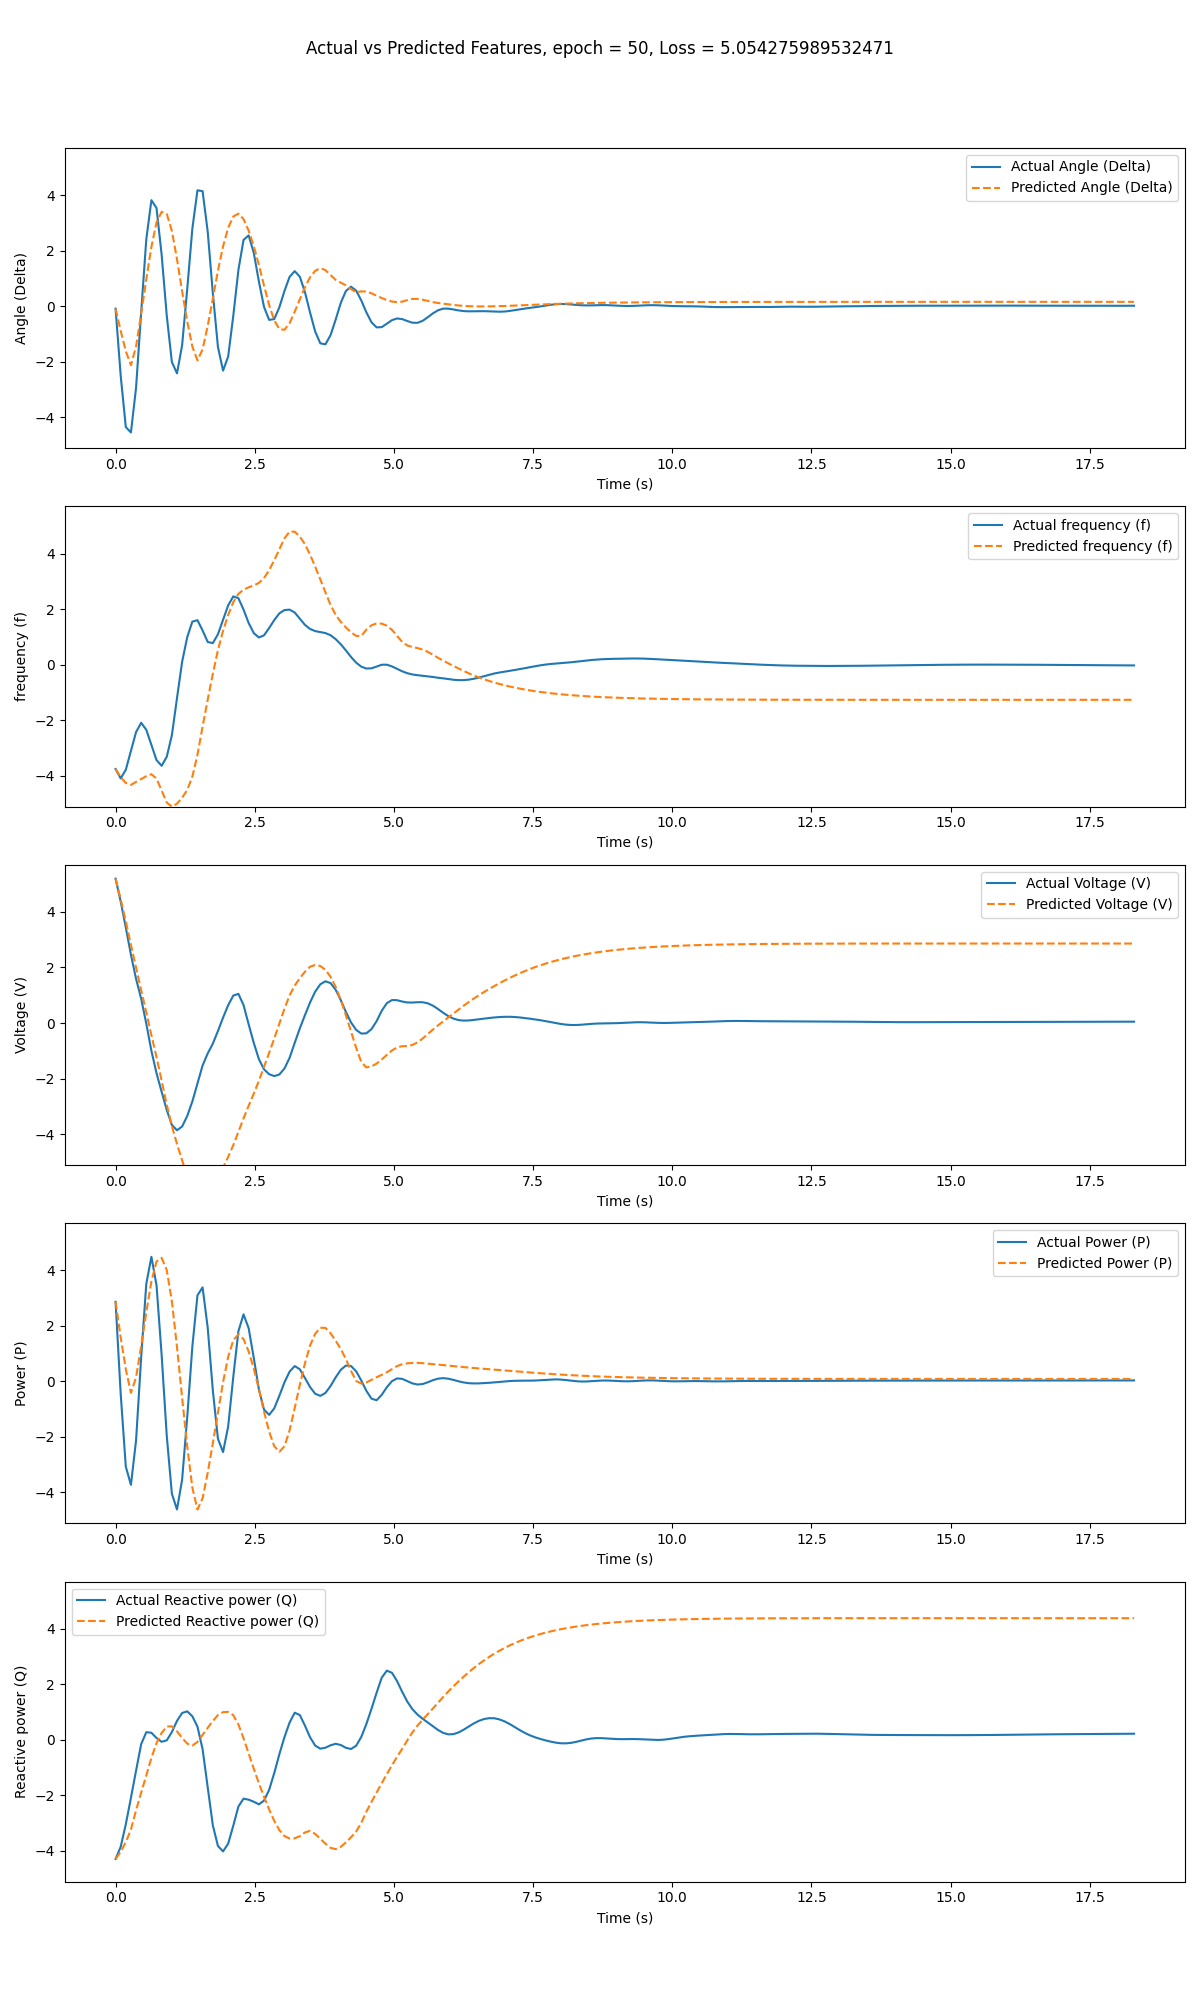 Actual vs Predicted Features, epoch = 50, Loss = 5.054275989532471
Actual Angle (Delta)
Predicted Angle (Delta)
Angle (Delta)
4
2
0
−2
−4
0.0 2.5 5.0 7.5 10.0 12.5 15.0 17.5
Time (s)
Actual frequency (f)
Predicted frequency (f)
frequency (f)
4
2
0
−2
−4
0.0 2.5 5.0 7.5 10.0 12.5 15.0 17.5
Time (s)
Actual Voltage (V)
Predicted Voltage (V)
Voltage (V)
4
2
0
−2
−4
0.0 2.5 5.0 7.5 10.0 12.5 15.0 17.5
Time (s)
Actual Power (P)
Predicted Power (P)
Power (P)
4
2
0
−2
−4
0.0 2.5 5.0 7.5 10.0 12.5 15.0 17.5
Time (s)
Actual Reactive power (Q)
Predicted Reactive power (Q)
Reactive power (Q)
4
2
0
−2
−4
0.0 2.5 5.0 7.5 10.0 12.5 15.0 17.5
Time (s)